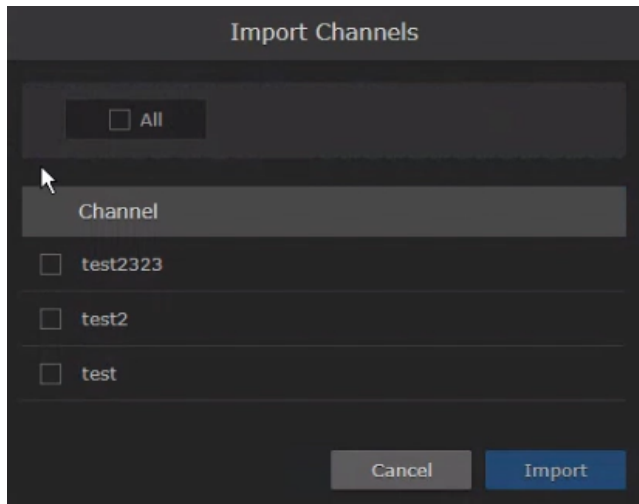 Import Channels
All
Channel
test2323
test2
test
Cancel Import